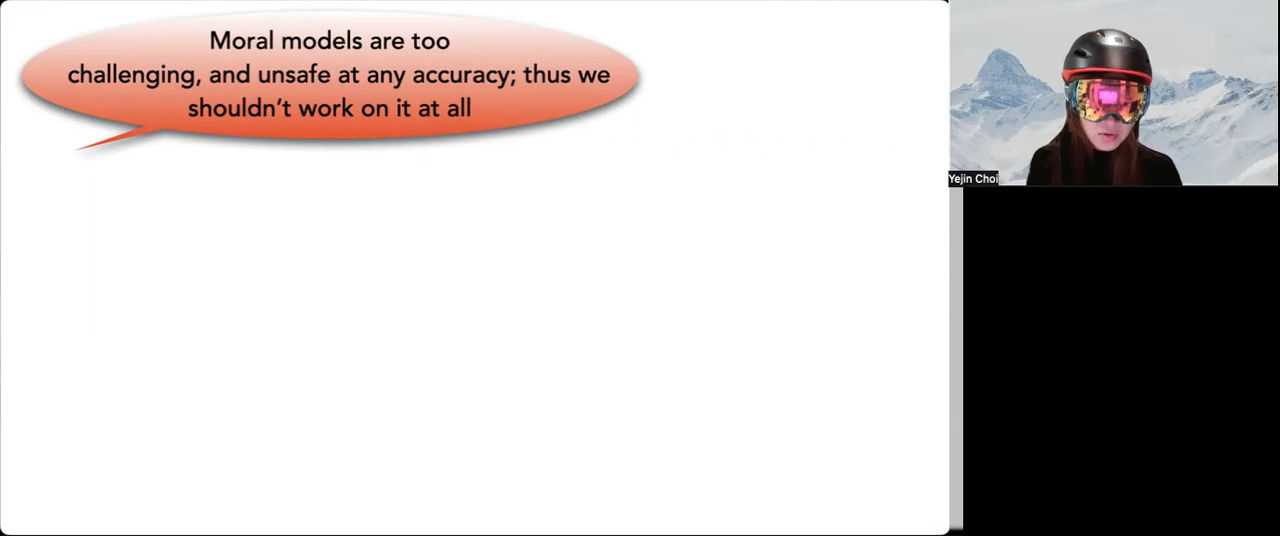 Moral models are too
challenging, and unsafe at any accuracy; thus we
shouldn't work on it at all
Yejin Choi